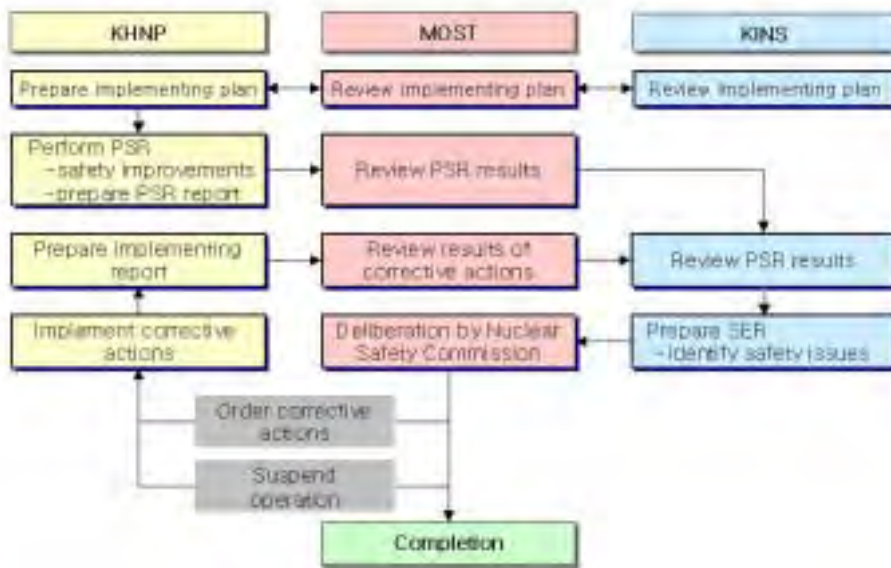 KHNP
MOST
KINS
Prepare implementing plan
Review implementing plan
Review implementing plan
Perform PSR
-safety improvements
-prepare PSR report
Review PSR results
Prepare implementing
report
Review results of
corrective actions
Review PSR results
Implement corrective
actions
Deliberation by Nuclear
Safety Commission
Prepare SER
-identify safety issues
Order corrective
actions
Suspend
operation
Completion